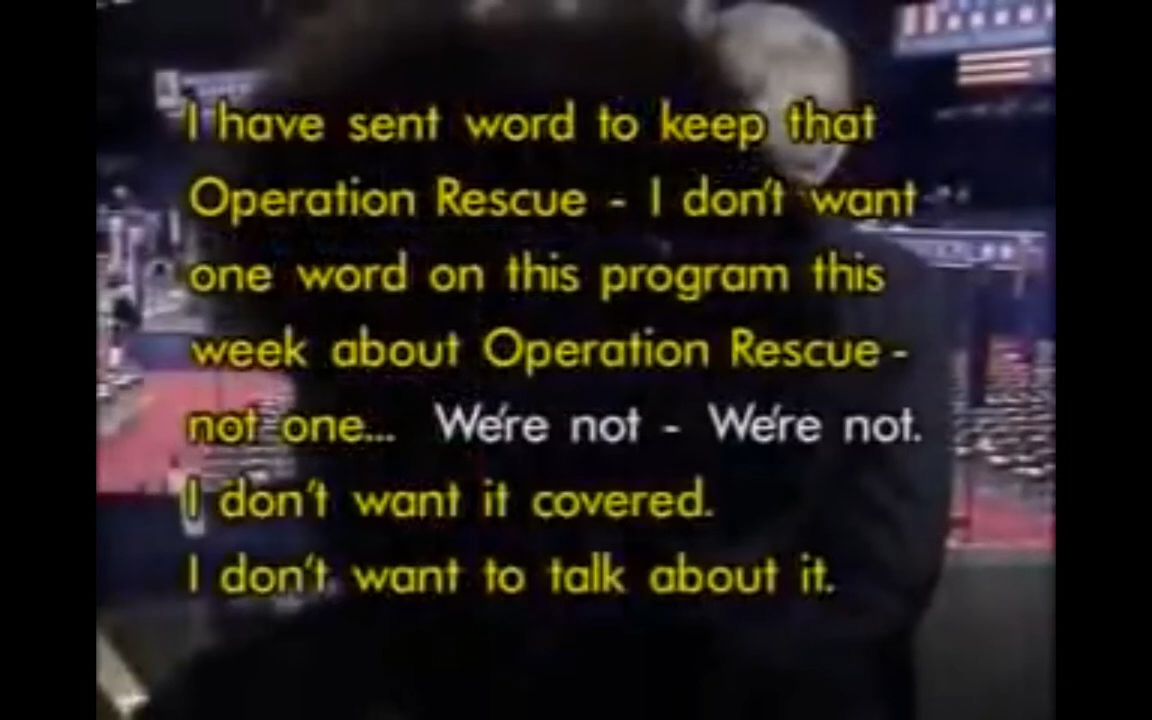 I have sent word to keep that
Operation Rescue - I don't want
one word on this program this
week about Operation Rescue -
not one... We're not - We're not.
I don't want it covered.
I don't want to talk about it.